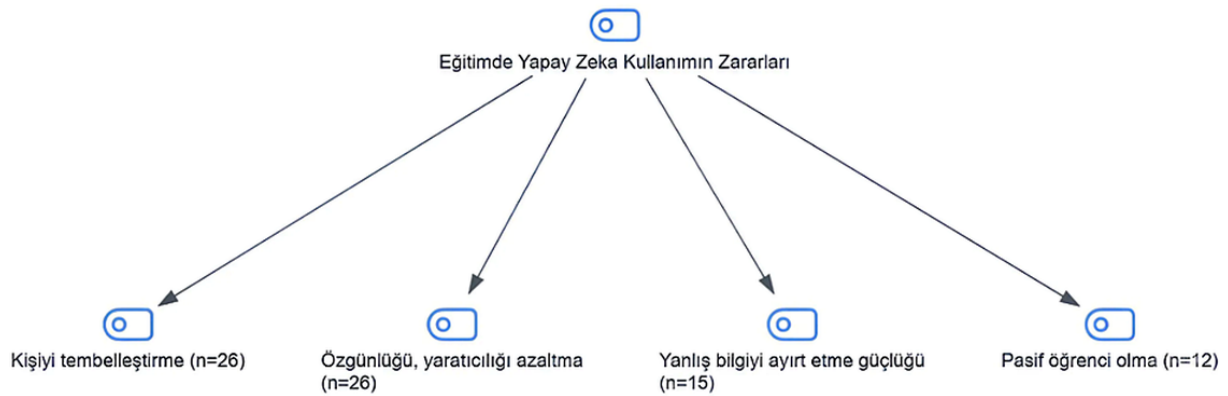 Eğitimde Yapay Zeka Kullanımın Zararları
Kişiyi tembelleştirme (n=26)
Özgünlüğü, yaratıcılığı azaltma
(n=26)
Yanlış bilgiyi ayırt etme güçlüğü
(n=15)
Pasif öğrenci olma (n=12)